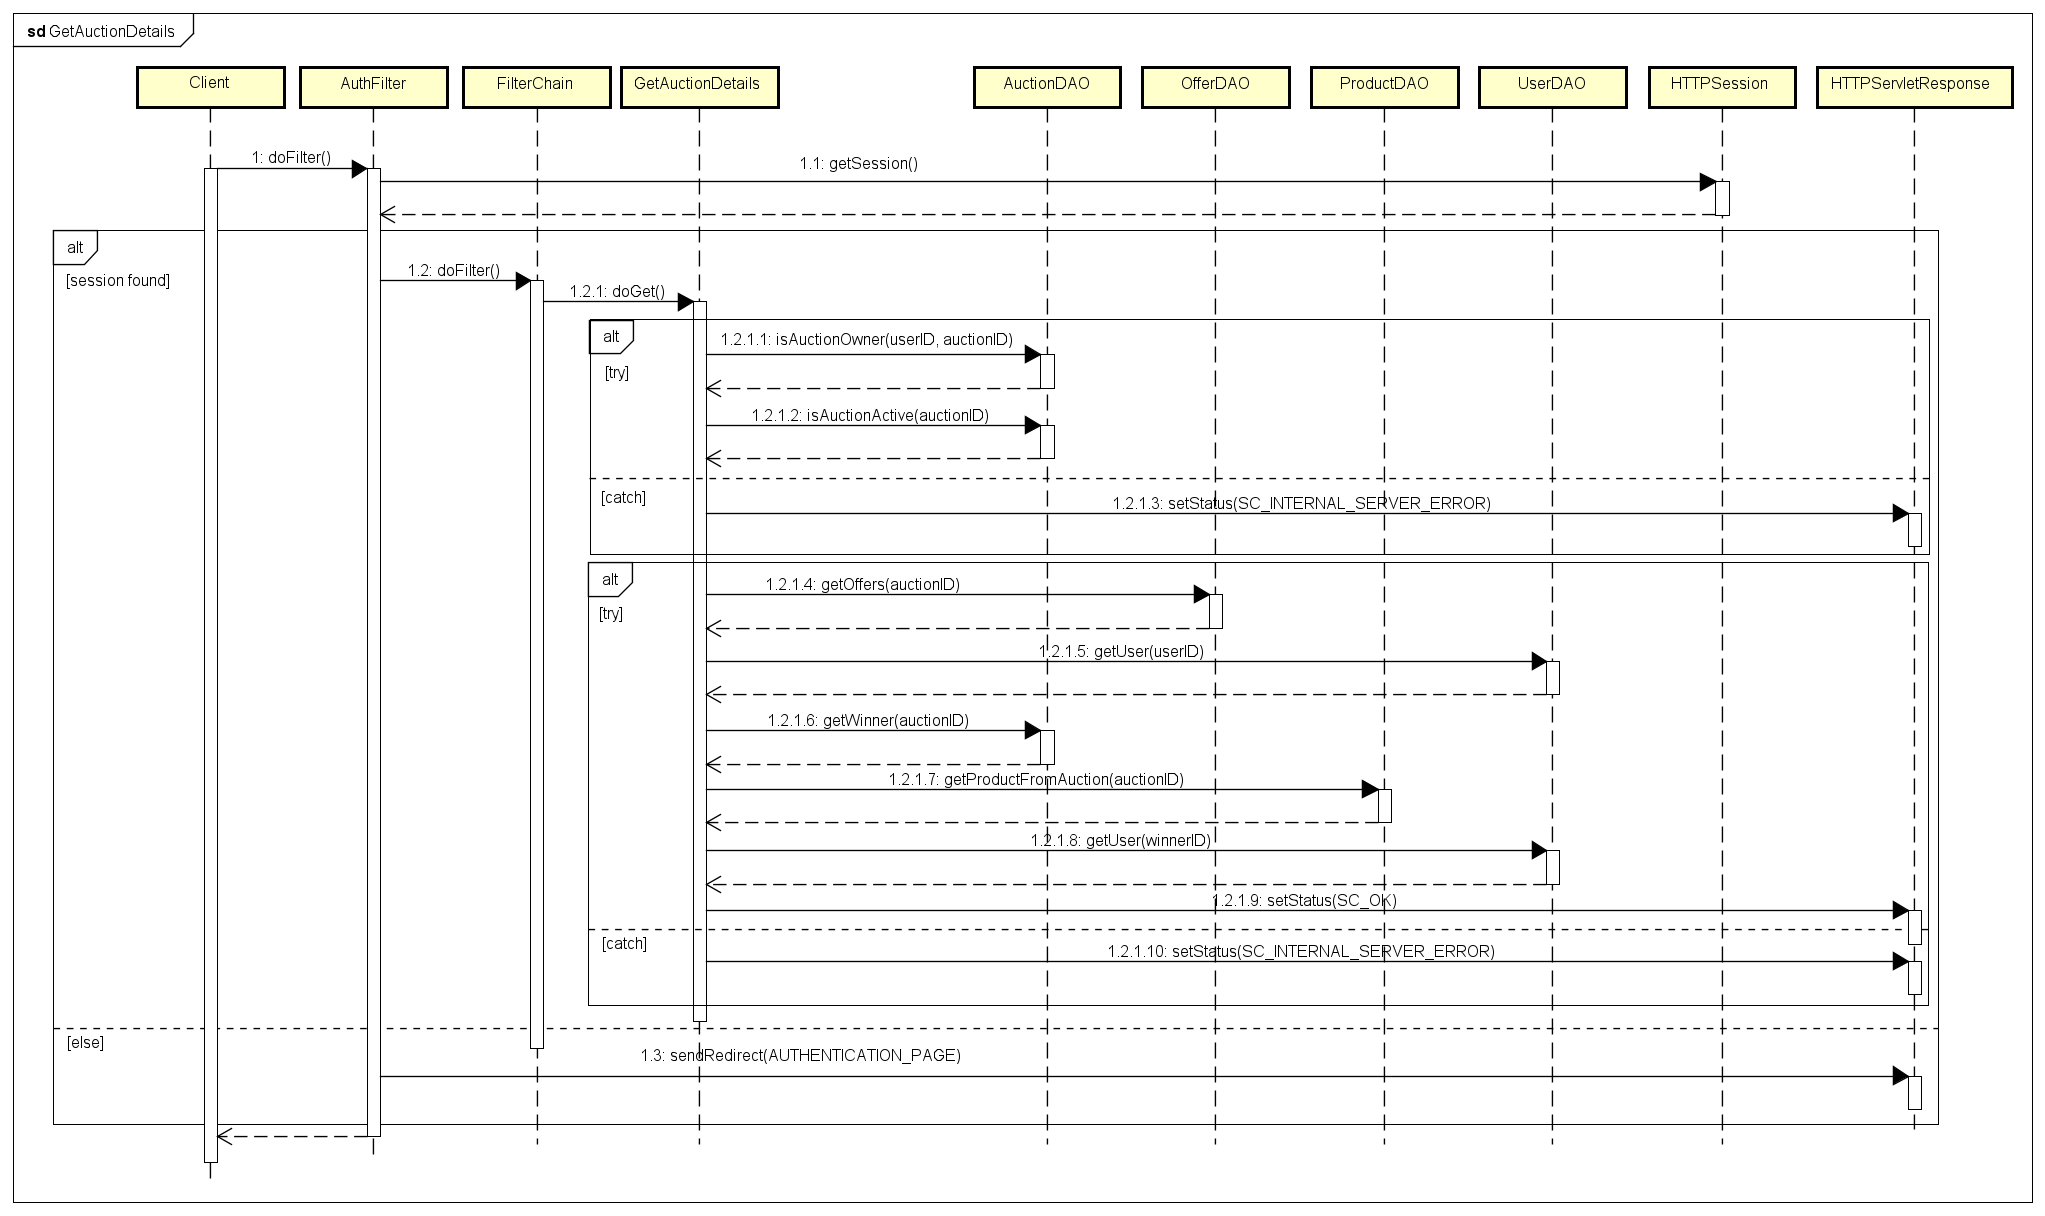 sd GetAuctionDetails
Client
AuthFilter
FilterChain
GetAuctionDetails
AuctionDAO
OfferDAO
ProductDAO
UserDAO
HTTPSession
HTTPServletResponse
1: doFilter()
1.1: getSession()
alt
[session found]
1.2: doFilter()
1.2.1: doGet()
alt
1.2.1.1: isAuctionOwner(userID, auctionID)
[try]
1.2.1.2: isAuctionActive(auctionID)
[catch]
1.2.1.3: setStatus(SC_INTERNAL_SERVER_ERROR)
alt
1.2.1.4: getOffers(auctionID)
[try]
1.2.1.5: getUser(userID)
1.2.1.6: getWinner(auctionID)
1.2.1.7: getProductFromAuction(auctionID)
1.2.1.8: getUser(winnerID)
1.2.1.9: setStatus(SC_OK)
[catch]
1.2.1.10: setStatus(SC_INTERNAL_SERVER_ERROR)
[else]
1.3: sendRedirect(AUTHENTICATION_PAGE)